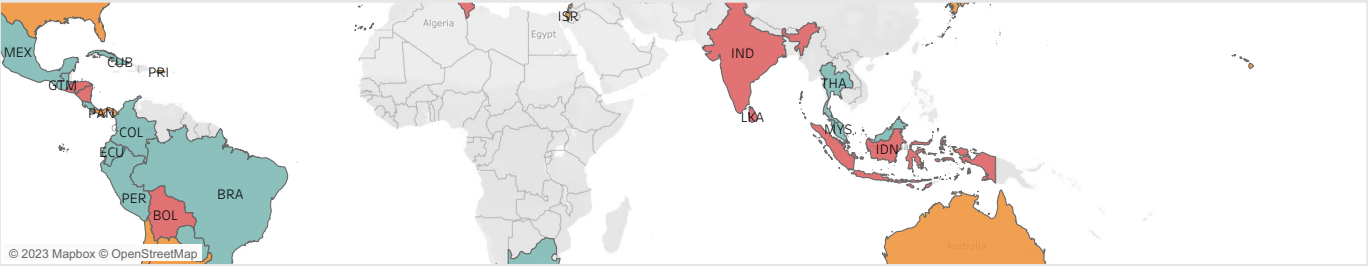 Algeria
ISR
Egypt
MEX
IND
CUB
PRI
GTM
THA
PAN
LKA
COL
MYS
ECU
IDN
PER
BRA
BOL
Australia
© 2023 Mapbox © OpenStreetMap